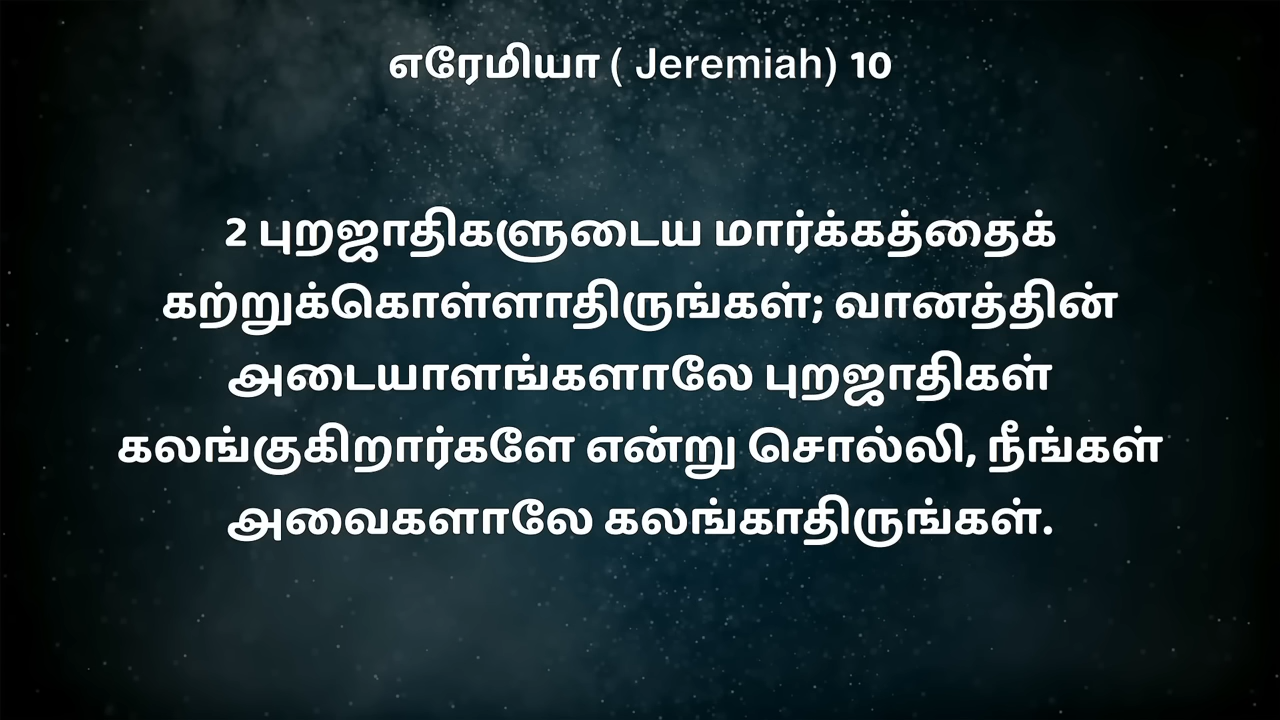 எரேமியா ( Jeremiah) 10
2 புறஜாதிகளுடைய மார்க்கத்தைக்
கற்றுக்கொள்ளாதிருங்கள்; வானத்தின்
அடையாளங்களாலே புறஜாதிகள்
கலங்குகிறார்களே என்று சொல்லி, நீங்கள்
அவைகளாலே கலங்காதிருங்கள்.